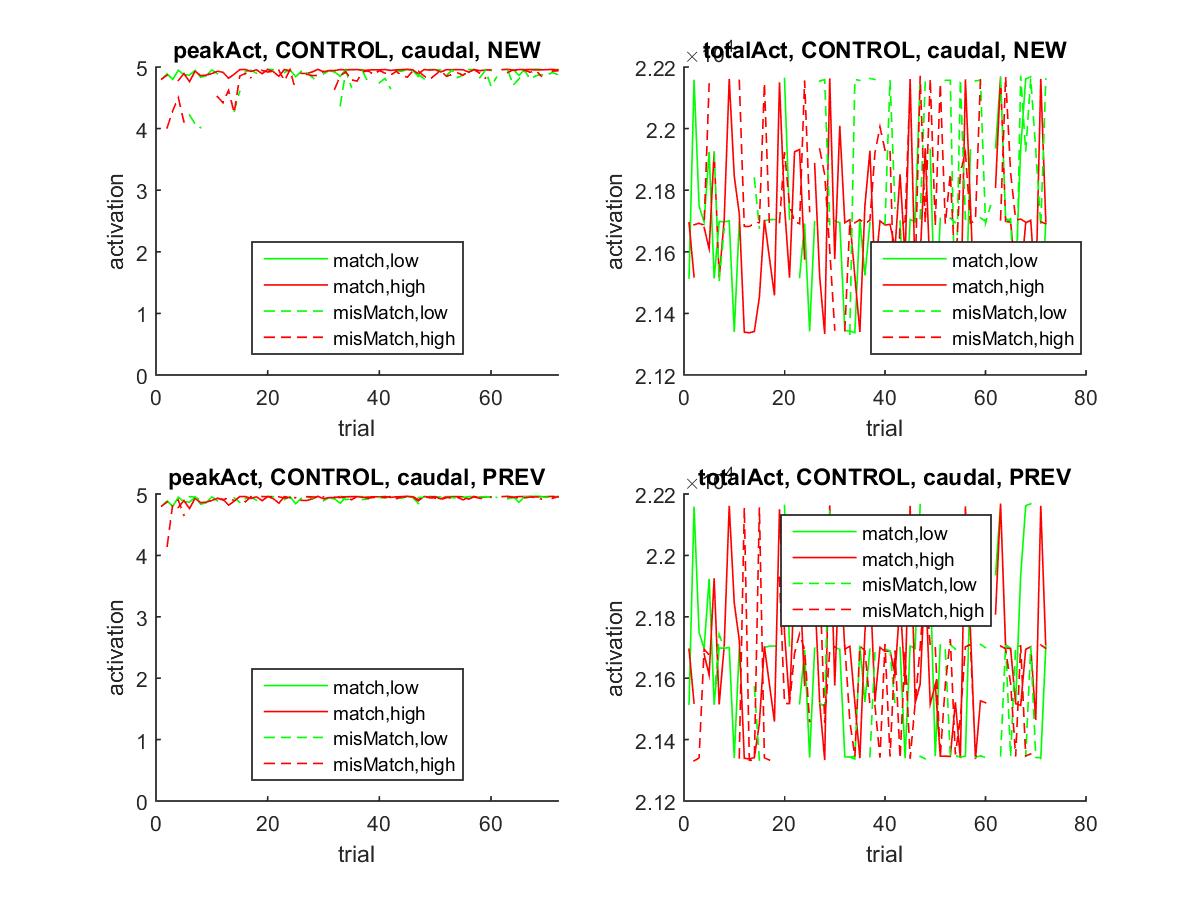 peakAct, CONTROL, caudal, NEW
5
4
3
2
1
0
activation
match,low
match,high
misMatch,low
misMatch,high
0 20 40 60
trial
totalAct, CONTROL, caudal, NEW
2.22
2.2
2.18
2.16
2.14
2.12
activation
match,low
match,high
misMatch,low
misMatch,high
0 20 40 60 80
trial
peakAct, CONTROL, caudal, PREV
5
4
3
2
1
0
activation
match,low
match,high
misMatch,low
misMatch,high
0 20 40 60
trial
totalAct, CONTROL, caudal, PREV
2.22
2.2
2.18
2.16
2.14
2.12
activation
match,low
match,high
misMatch,low
misMatch,high
0 20 40 60 80
trial